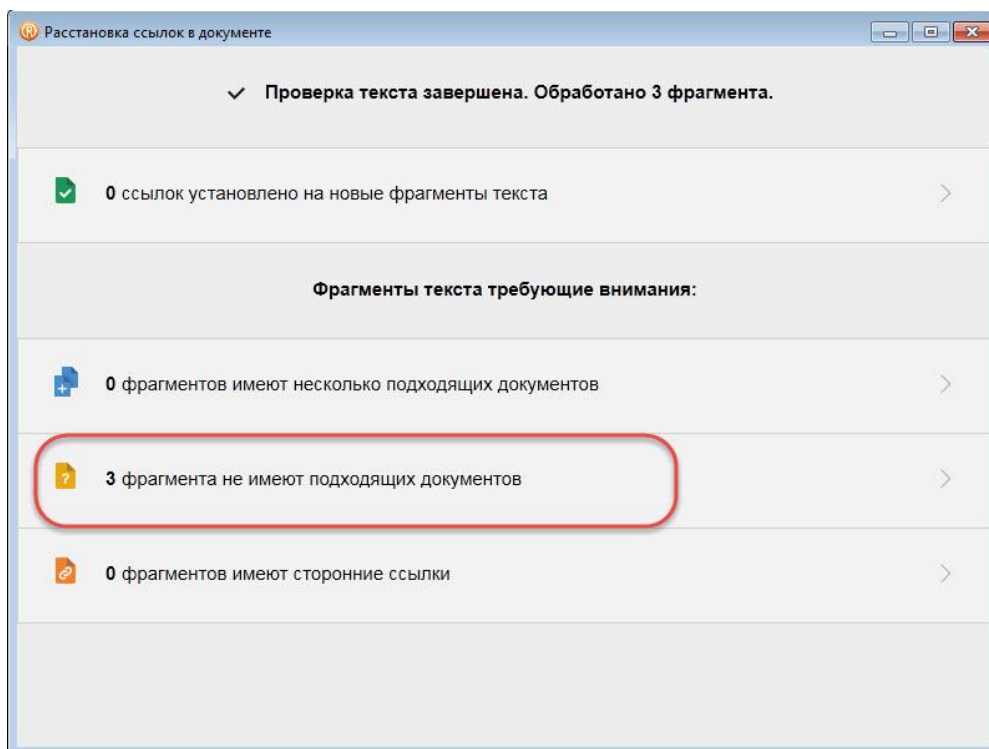 Расстановка ссылок в документе
Проверка текста завершена. Обработано 3 фрагмента.
0 ссылок установлено на новые фрагменты текста
Фрагменты текста требующие внимания:
0 фрагментов имеют несколько подходящих документов
3 фрагмента не имеют подходящих документов
0 фрагментов имеют сторонние ссылки